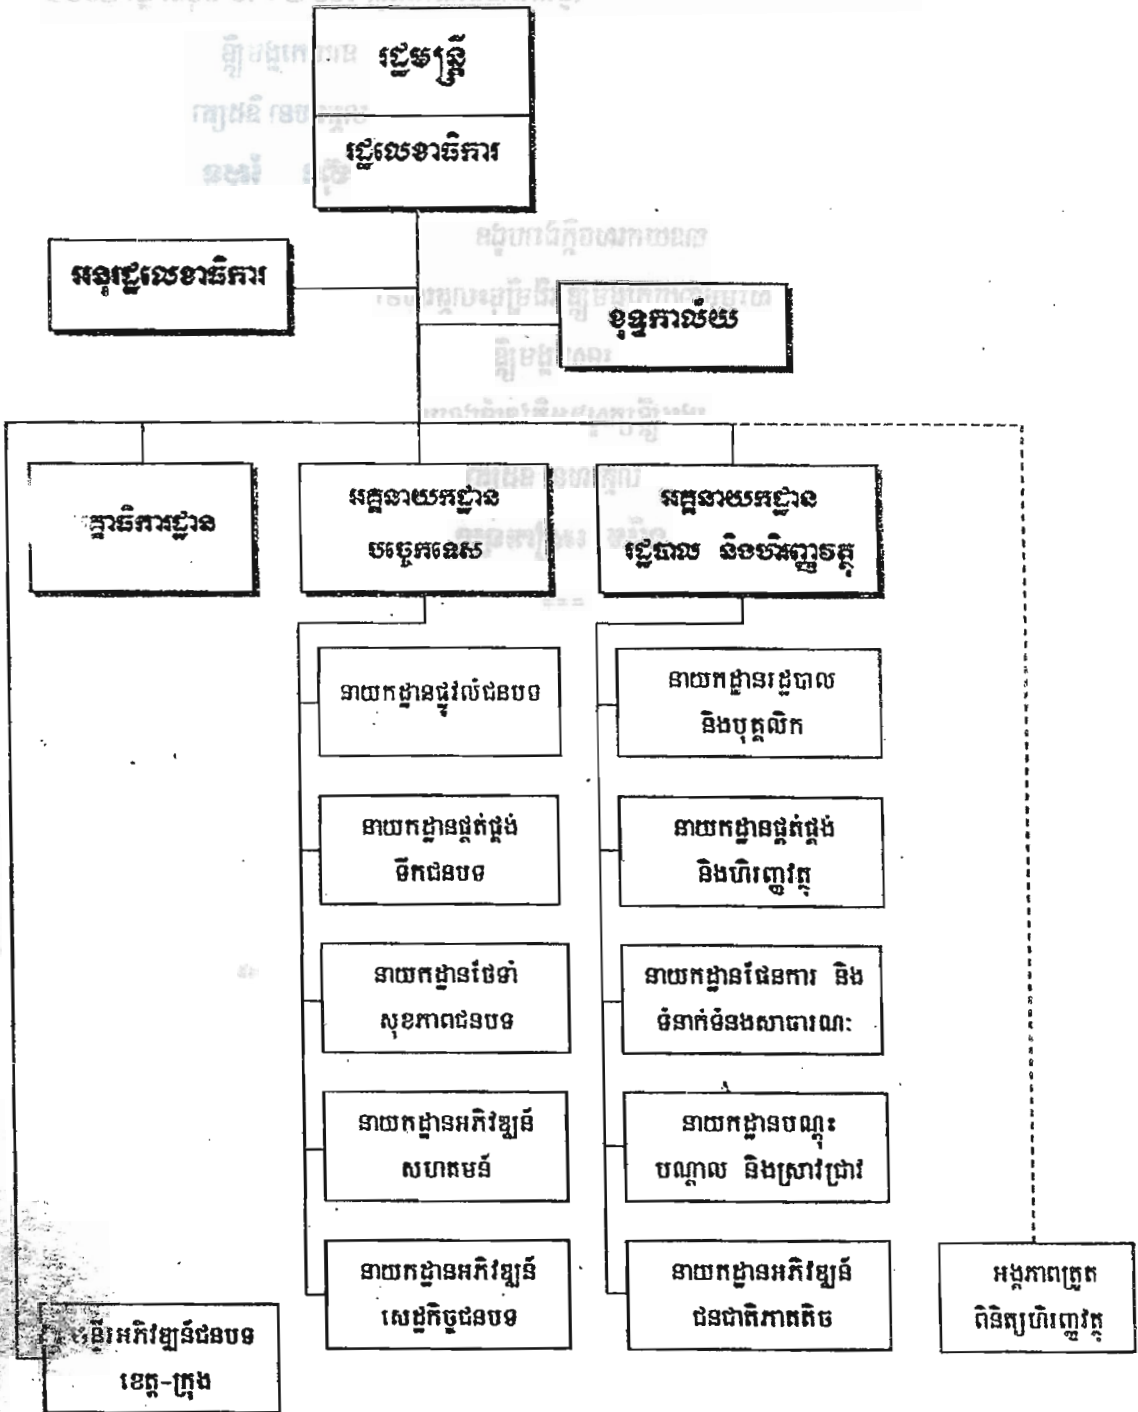 រដ្ឋមន្ត្រី
រដ្ឋលេខាធិការ
អនុរដ្ឋលេខាធិការ
ខុទ្ទកាល័យ
អគ្គនាយកដ្ឋាន
បច្ចេកទេស
អគ្គនាយកដ្ឋាន
រដ្ឋបាល និងហិរញ្ញវត្ថុ
នាយកដ្ឋានផ្លូវលំជនបទ
នាយកដ្ឋានផ្គត់ផ្គង់
ទឹកជនបទ
នាយកដ្ឋានថែទាំ
សុខភាពជនបទ
នាយកដ្ឋានអភិវឌ្ឍន៍
សហគមន៍
នាយកដ្ឋានអភិវឌ្ឍន៍
សេដ្ឋកិច្ចជនបទ
នាយកដ្ឋានរដ្ឋបាល
និងបុគ្គលិក
នាយកដ្ឋានផ្គត់ផ្គង់
និងហិរញ្ញវត្ថុ
នាយកដ្ឋានផែនការ និង
ទំនាក់ទំនងសាធារណៈ
នាយកដ្ឋានបណ្តុះ
បណ្តាល និងស្រាវជ្រាវ
នាយកដ្ឋានអភិវឌ្ឍន៍
ជនជាតិភាគតិច
អង្គភាពត្រួត
ពិនិត្យហិរញ្ញវត្ថុ
អភិវឌ្ឍន៍ជនបទ
ខេត្ត-ក្រុង